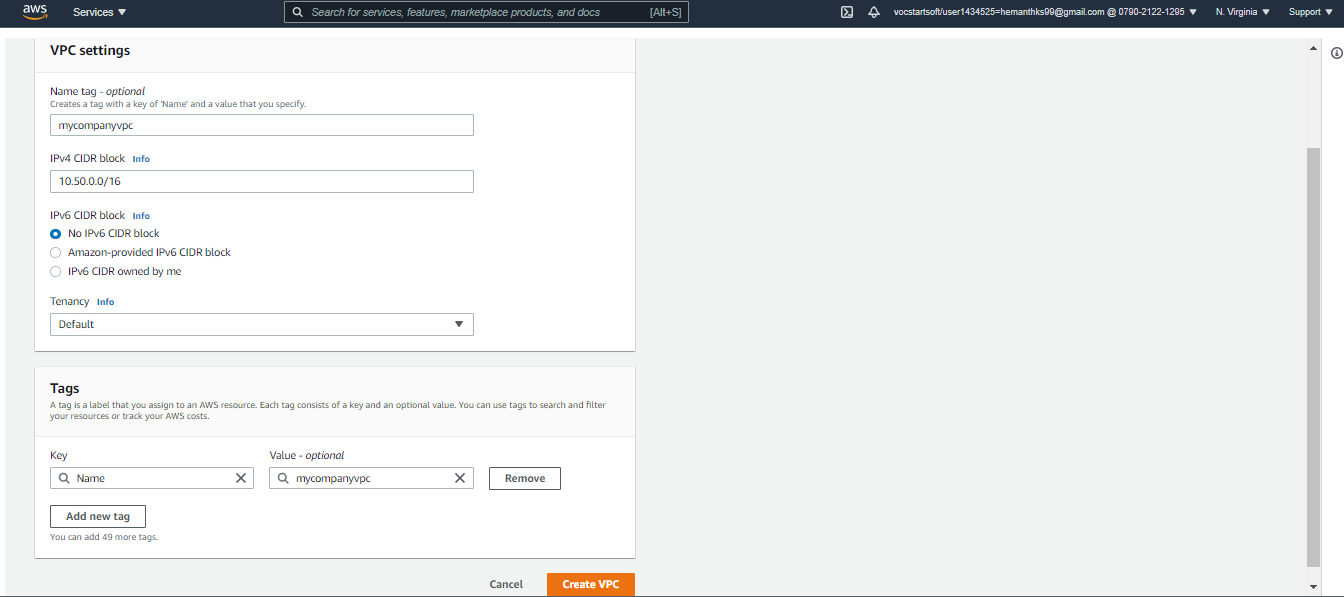 aws Services Search for services, features, marketplace products, and docs [Alt+S] vocstartsoft/user1434525=hemanthks99@gmail.com @ 0790-2122-1295 N. Virginia Support
VPC settings
Name tag - optional
Creates a tag with a key of 'Name' and a value that you specify.
mycompanyvpc
IPv4 CIDR block Info
10.50.0.0/16
IPv6 CIDR block Info
No IPv6 CIDR block
Amazon-provided IPv6 CIDR block
IPv6 CIDR owned by me
Tenancy Info
Default
Tags
A tag is a label that you assign to an AWS resource. Each tag consists of a key and an optional value. You can use tags to search and filter
your resources or track your AWS costs.
Key Value - optional
Name mycompanyvpc Remove
Add new tag
You can add 49 more tags.
Cancel Create VPC